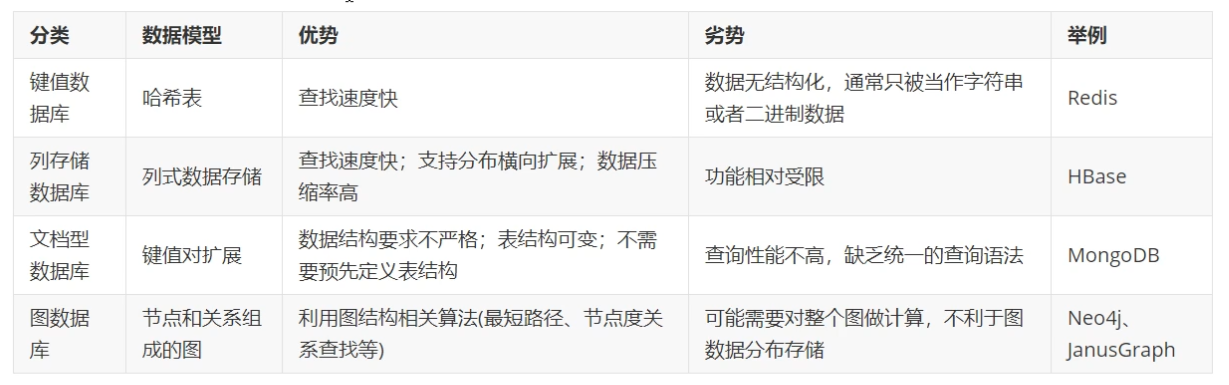 分类 数据模型 优势 劣势 举例
键值数
据库
哈希表
查找速度快
数据无结构化，通常只被当作字符串
或者二进制数据
Redis
列存储
数据库
列式数据存储
查找速度快；支持分布横向扩展；数据压
缩率高
功能相对受限
HBase
文档型
数据库
键值对扩展
数据结构要求不严格；表结构可变；不需
要预先定义表结构
查询性能不高，缺乏统一的查询语法
MongoDB
图数据
库
节点和关系组
成的图
利用图结构相关算法(最短路径、节点度关
系查找等)
可能需要对整个图做计算，不利于图
数据分布存储
Neo4j、
JanusGraph